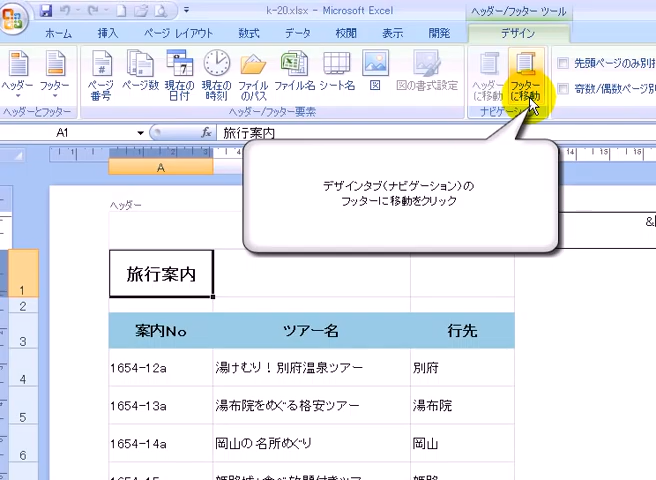 k-20.xlsx - Microsoft Excel
ヘッダー/フッター ツール
ホーム 挿入 ページ レイアウト 数式 データ 校閲 表示 開発 デザイン
ヘッダー フッター ページ番号 ページ数 現在の日付 現在の時刻 ファイルのパス ファイル名 シート名 図 図の書式設定 ヘッダーに移動 フッターに移動
先頭ページのみ別
奇数/偶数ページ別
ヘッダーとフッター ヘッダー/フッター要素 ナビゲーション
A1 fx 旅行案内
A
デザインタブ(ナビゲーション)の
フッターに移動をクリック
ヘッダー
&[
1 旅行案内
2
3 案内No ツアー名 行先
4 1654-12a 湯けむり!別府温泉ツアー 別府
5 1654-13a 湯布院をめぐる格安ツアー 湯布院
6 1654-14a 岡山の名所めぐり 岡山